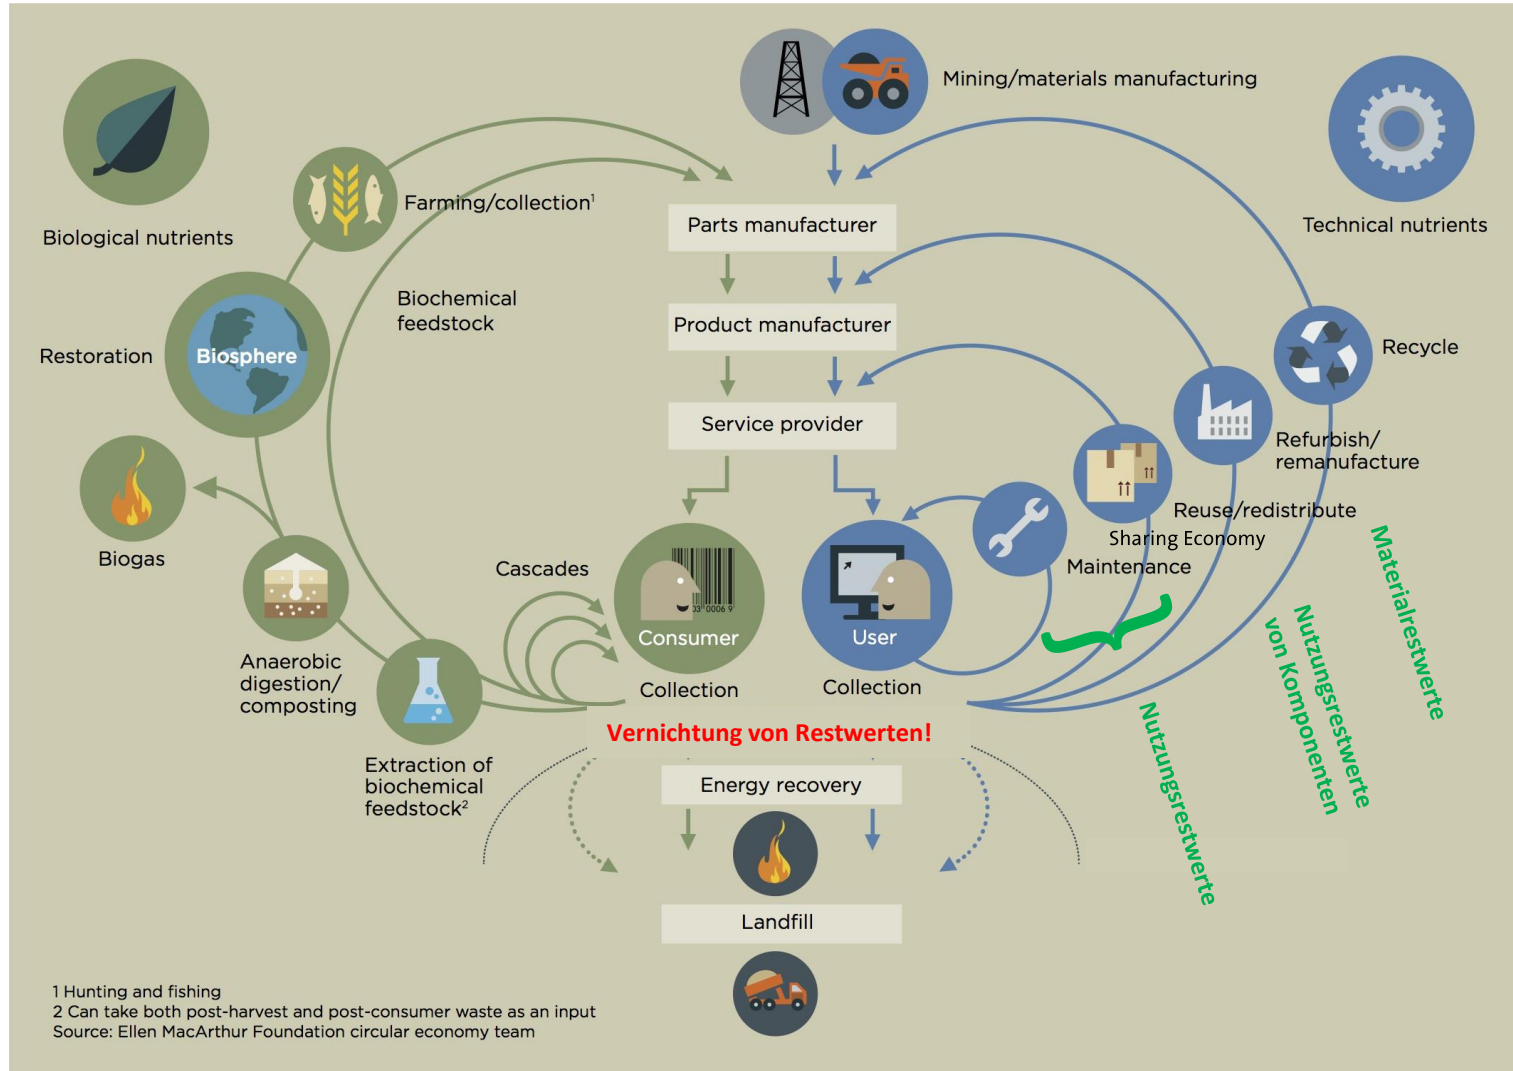 Mining/materials manufacturing
Biological nutrients
Technical nutrients
Farming/collection¹
Parts manufacturer
Biochemical
feedstock
Product manufacturer
Restoration
Biosphere
Recycle
Service provider
Refurbish/
remanufacture
Reuse/redistribute
Sharing Economy
Biogas
Cascades
Maintenance
03 0006 9
Consumer
User
Anaerobic
digestion/
composting
Collection
Collection
Materialrestwerte
Nutzungsrestwerte
von Komponenten
Nutzungsrestwerte
Vernichtung von Restwerten!
Extraction of
biochemical
feedstock²
Energy recovery
Landfill
1 Hunting and fishing
2 Can take both post-harvest and post-consumer waste as an input
Source: Ellen MacArthur Foundation circular economy team